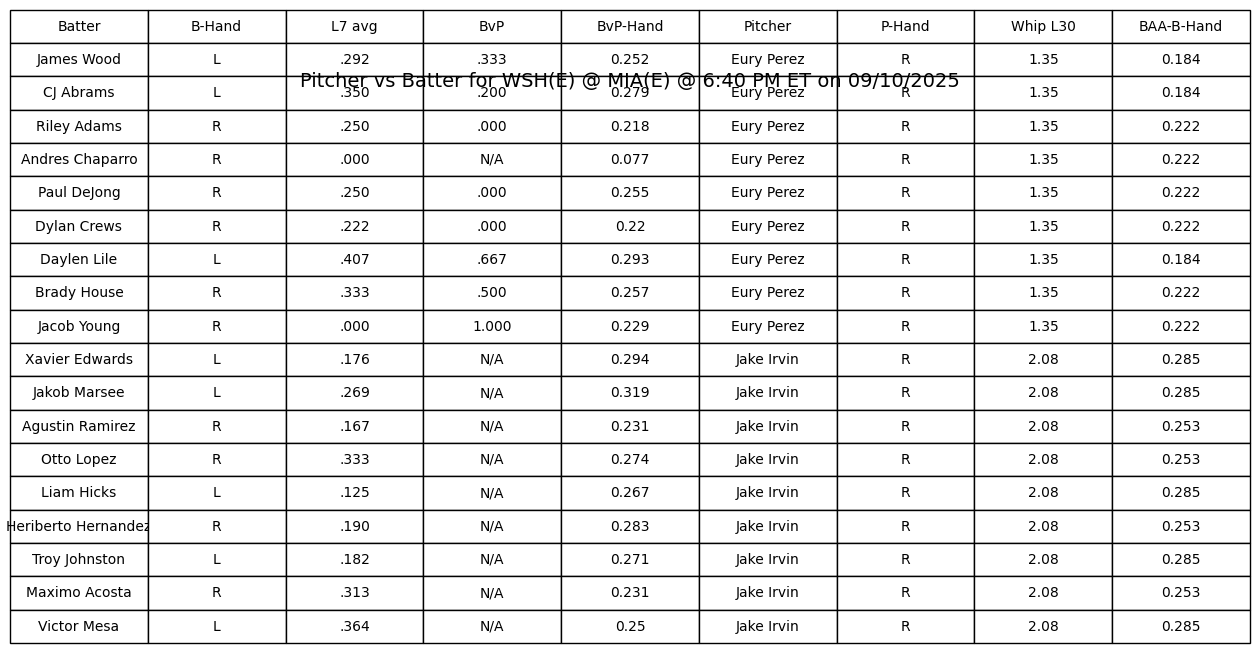 Batter B-Hand L7 avg BvP BvP-Hand Pitcher P-Hand Whip L30 BAA-B-Hand
James Wood L .292 .333 0.252 Eury Perez R 1.35 0.184
Pitcher vs Batter for WSH(E) @ MIA(E) @ 6:40 PM ET on 09/10/2025
CJ Abrams L .350 .200 0.279 Eury Perez R 1.35 0.184
Riley Adams R .250 .000 0.218 Eury Perez R 1.35 0.222
Andres Chaparro R .000 N/A 0.077 Eury Perez R 1.35 0.222
Paul DeJong R .250 .000 0.255 Eury Perez R 1.35 0.222
Dylan Crews R .222 .000 0.22 Eury Perez R 1.35 0.222
Daylen Lile L .407 .667 0.293 Eury Perez R 1.35 0.184
Brady House R .333 .500 0.257 Eury Perez R 1.35 0.222
Jacob Young R .000 1.000 0.229 Eury Perez R 1.35 0.222
Xavier Edwards L .176 N/A 0.294 Jake Irvin R 2.08 0.285
Jakob Marsee L .269 N/A 0.319 Jake Irvin R 2.08 0.285
Agustin Ramirez R .167 N/A 0.231 Jake Irvin R 2.08 0.253
Otto Lopez R .333 N/A 0.274 Jake Irvin R 2.08 0.253
Liam Hicks L .125 N/A 0.267 Jake Irvin R 2.08 0.285
Heriberto Hernandez R .190 N/A 0.283 Jake Irvin R 2.08 0.253
Troy Johnston L .182 N/A 0.271 Jake Irvin R 2.08 0.285
Maximo Acosta R .313 N/A 0.231 Jake Irvin R 2.08 0.253
Victor Mesa L .364 N/A 0.25 Jake Irvin R 2.08 0.285